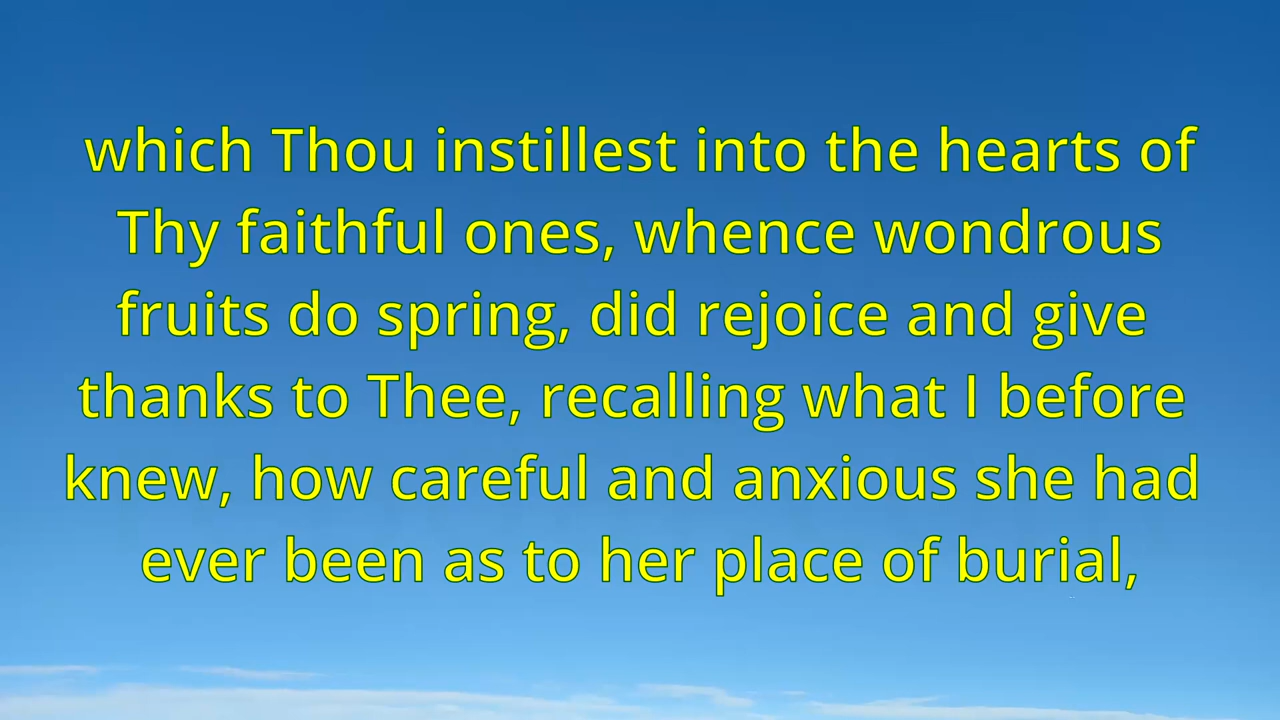 which Thou instillest into the hearts of
Thy faithful ones, whence wondrous
fruits do spring, did rejoice and give
thanks to Thee, recalling what I before
knew, how careful and anxious she had
ever been as to her place of burial,